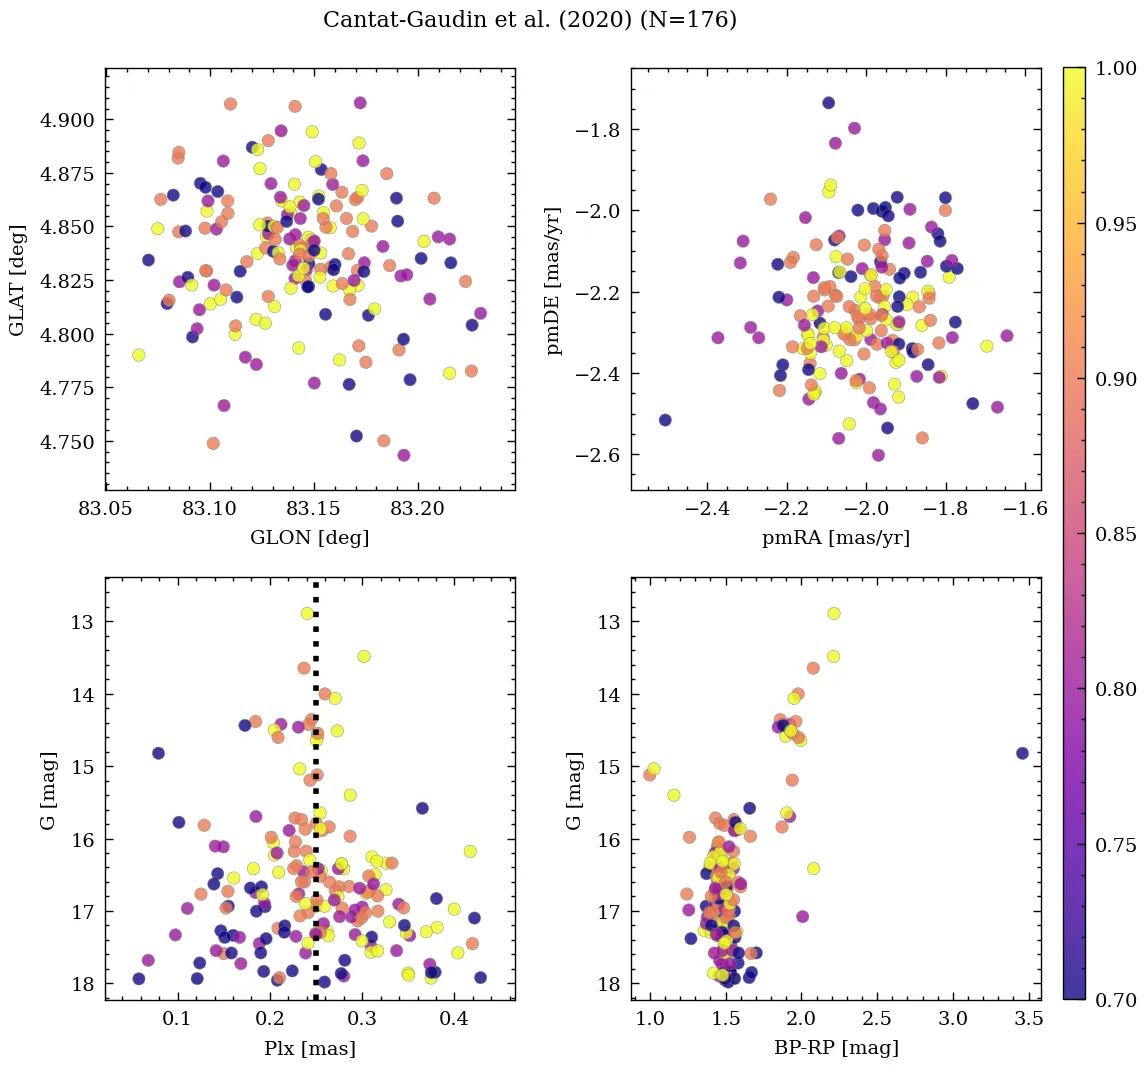 Cantat-Gaudin et al. (2020) (N=176)
4.900
4.875
4.850
4.825
4.800
4.775
4.750
GLAT [deg]
83.05 83.10 83.15 83.20
GLON [deg]
−1.8
−2.0
−2.2
−2.4
−2.6
pmDE [mas/yr]
−2.4 −2.2 −2.0 −1.8 −1.6
pmRA [mas/yr]
13
14
15
16
17
18
G [mag]
0.1 0.2 0.3 0.4
Plx [mas]
13
14
15
16
17
18
G [mag]
1.0 1.5 2.0 2.5 3.0 3.5
BP-RP [mag]
1.00
0.95
0.90
0.85
0.80
0.75
0.70